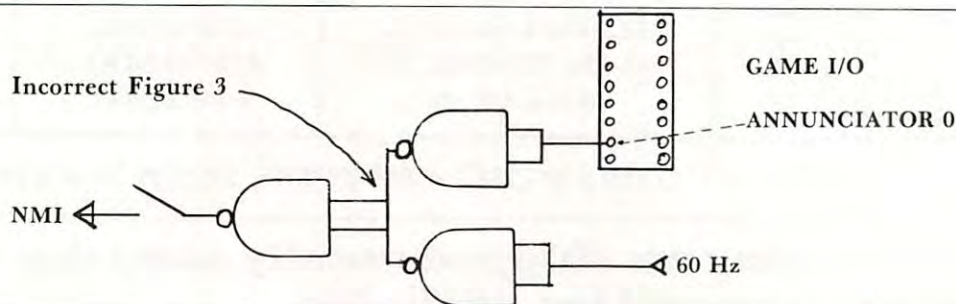 GAME I/O
Incorrect Figure 3
ANNUNCIATOR 0
NMI
60 Hz